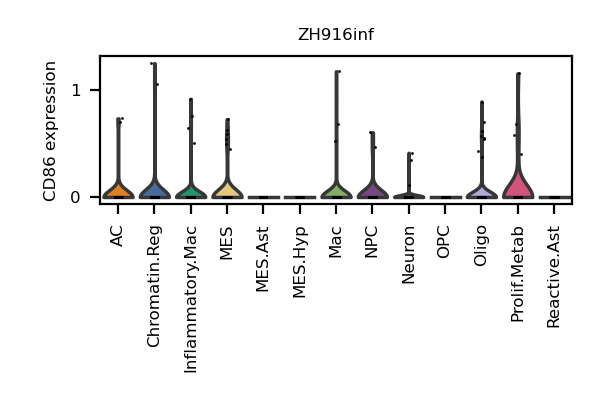 ZH916inf
CD86 expression
1
0
AC
Chromatin.Reg
Inflammatory.Mac
MES
MES.Ast
MES.Hyp
Mac
NPC
Neuron
OPC
Oligo
Prolif.Metab
Reactive.Ast